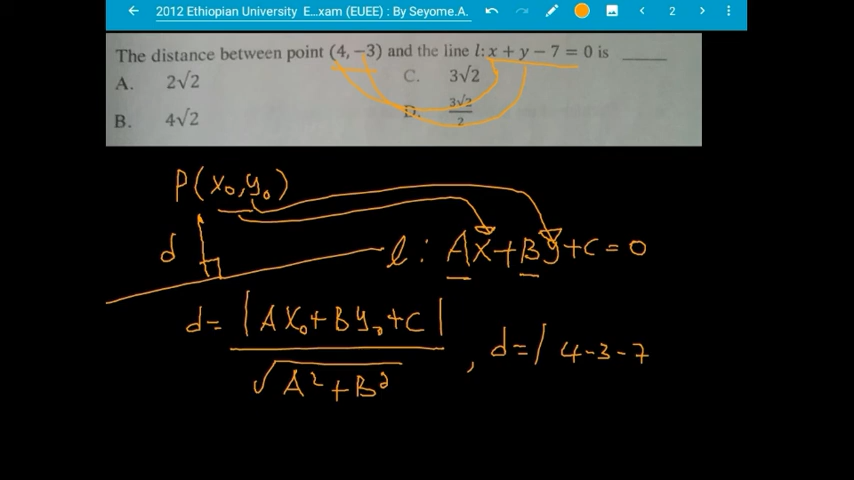 2012 Ethiopian University E...xam (EUEE) : By Seyome.A.
2
The distance between point (4, −3) and the line l: x + y − 7 = 0 is ______
A. 2√2
C. 3√2
B. 4√2
D. 3√2/2
P(x₀, y₀)
d
l : Ax+By+C=0
d= |Ax₀+By₀+C| / √A²+B² , d=| 4-3-7